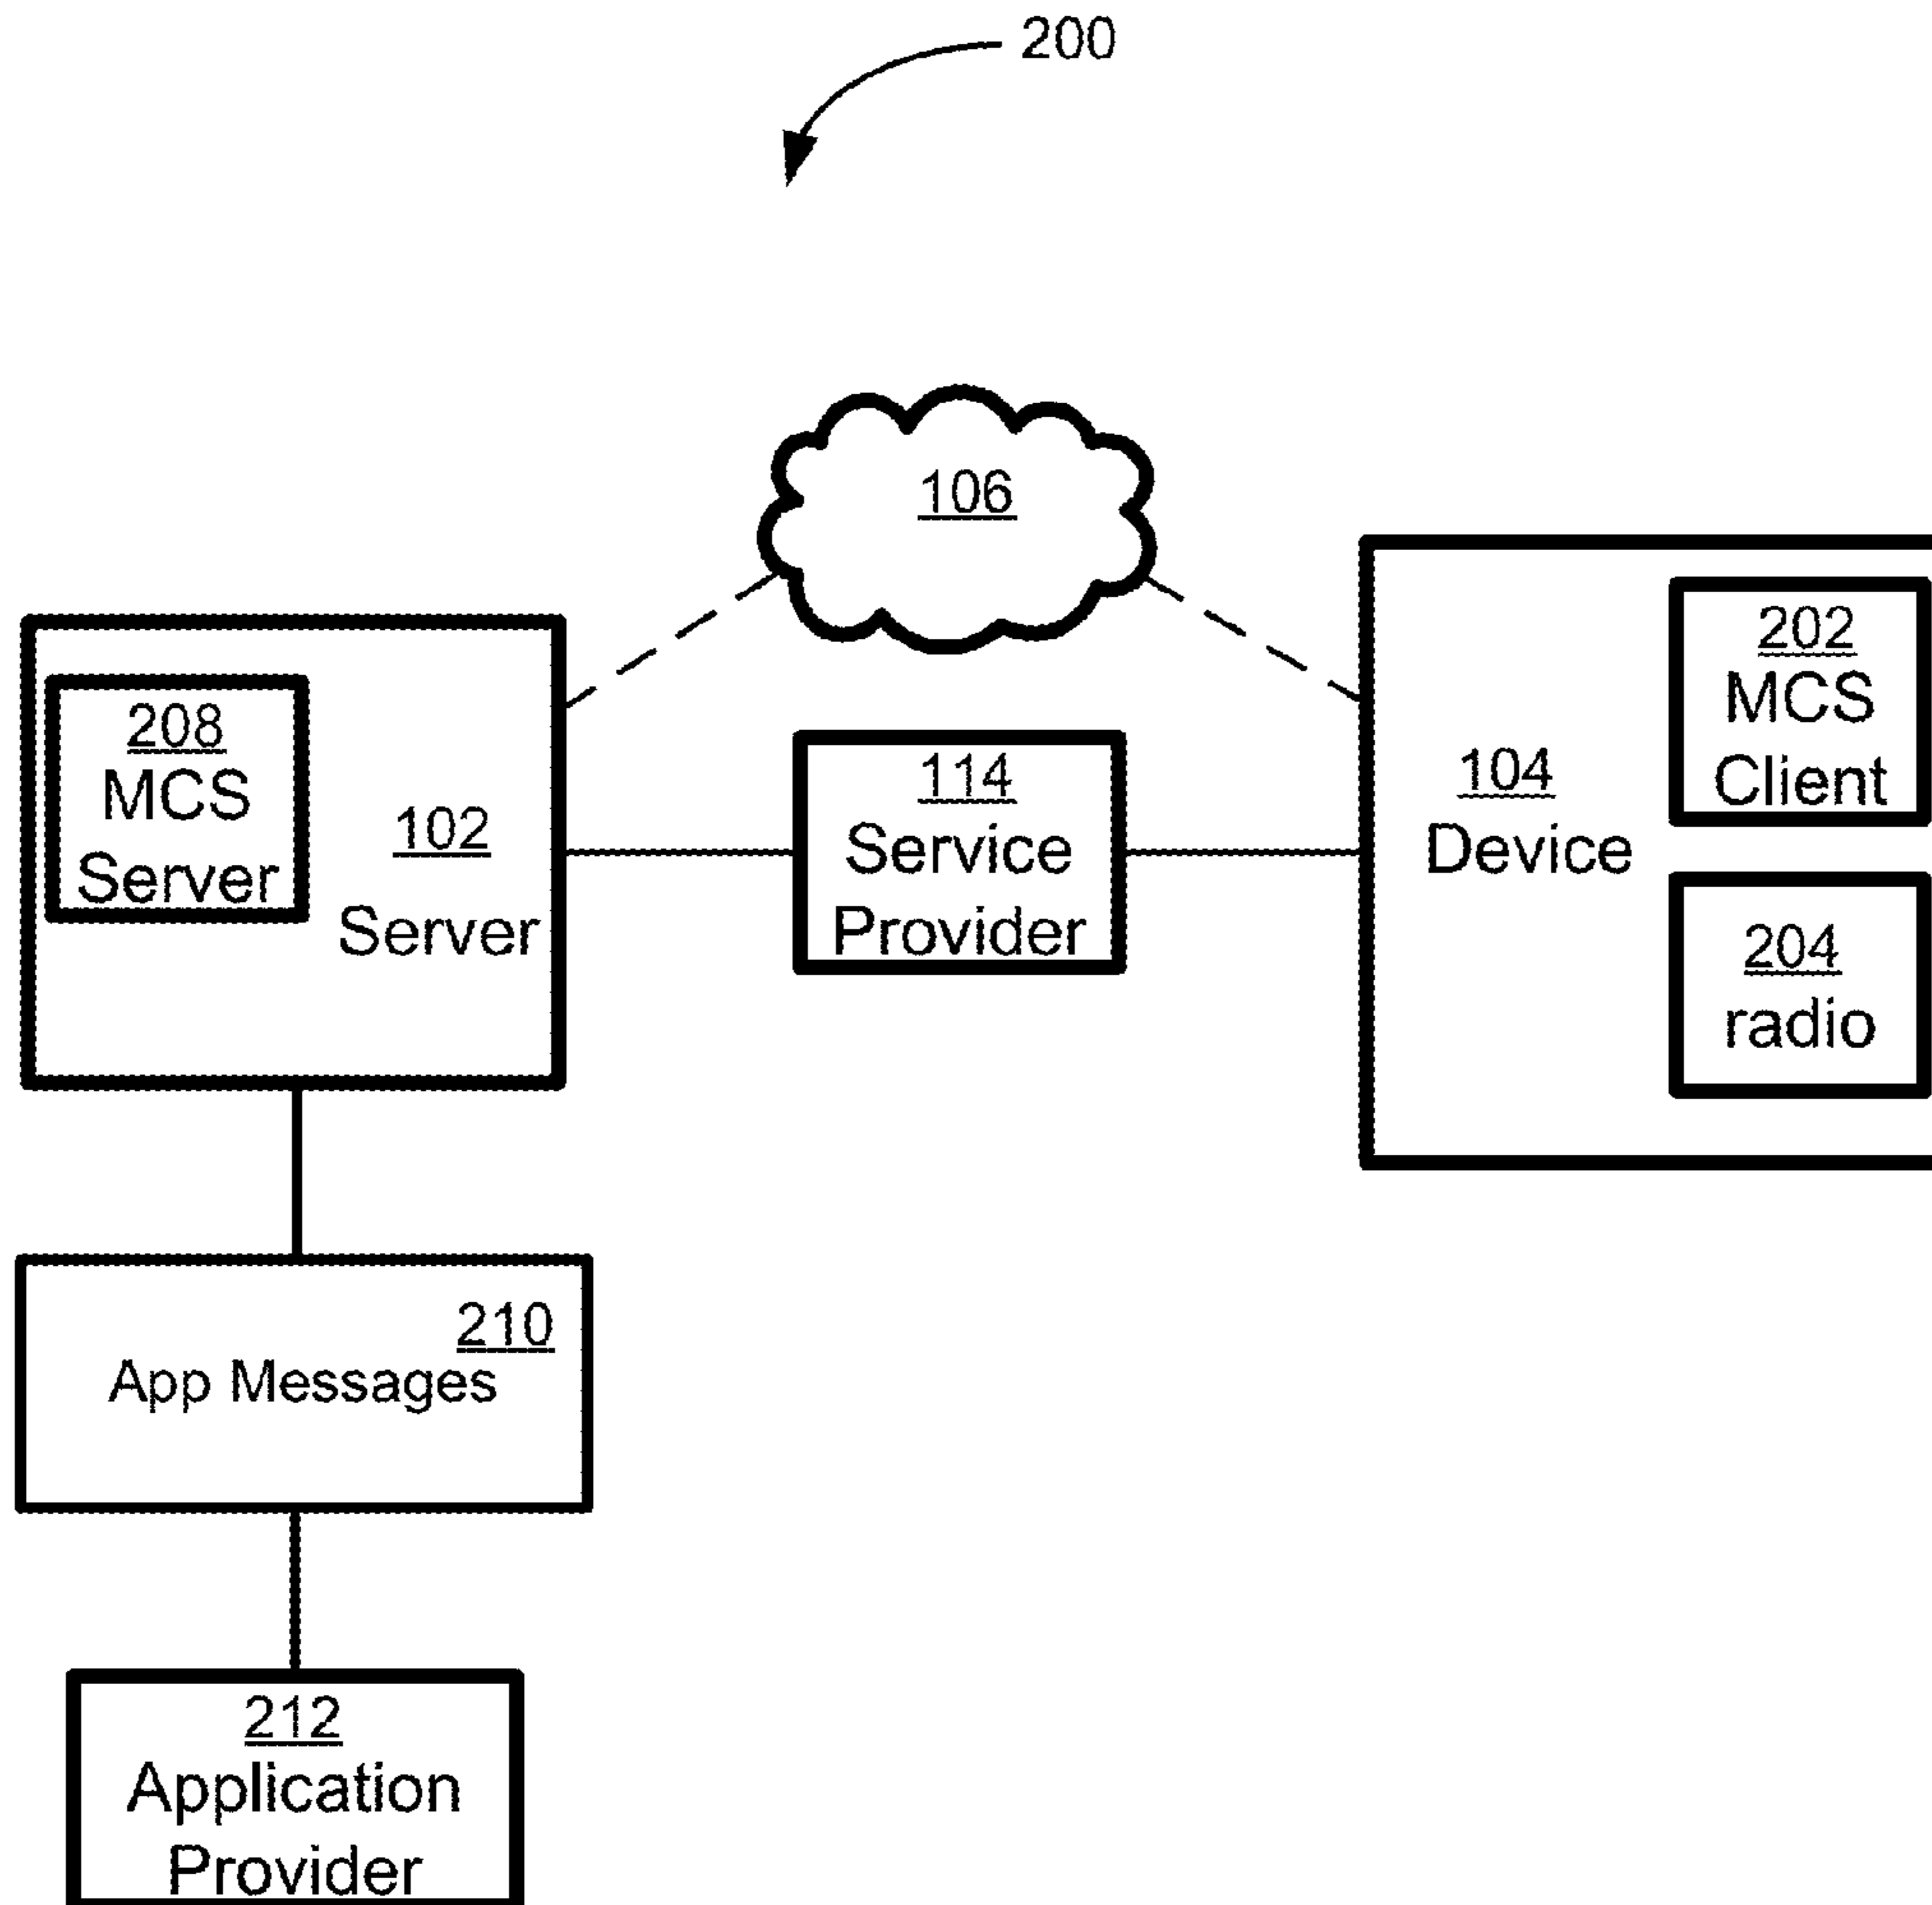 200
106
208
MCS
Server
102
Server
114
Service
Provider
104
Device
202
MCS
Client
204
radio
210
App Messages
212
Application
Provider